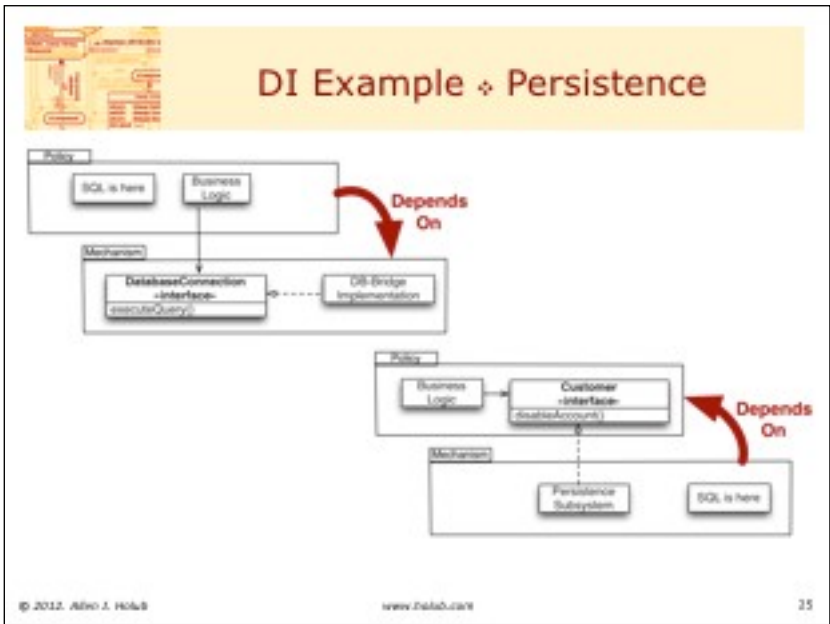 DI Example ❖ Persistence
Policy
SQL is here
Business
Logic
Depends
On
Mechanism
DatabaseConnection
«interface»
executeQuery()
DB-Bridge
Implementation
Policy
Business
Logic
Customer
«interface»
disableAccount()
Depends
On
Mechanism
Persistence
Subsystem
SQL is here
© 2012. Allen I. Holub
www.holub.com
25